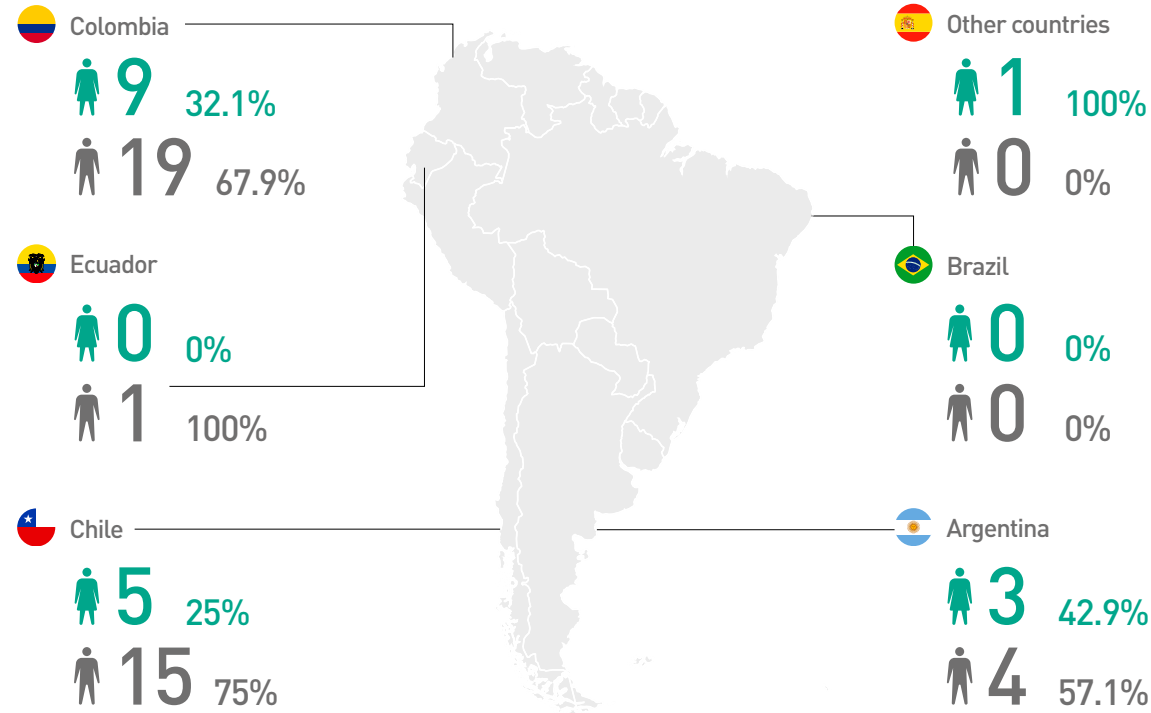 Colombia
9 32.1%
19 67.9%
Ecuador
0 0%
1 100%
Chile
5 25%
15 75%
Other countries
1 100%
0 0%
Brazil
0 0%
0 0%
Argentina
3 42.9%
4 57.1%